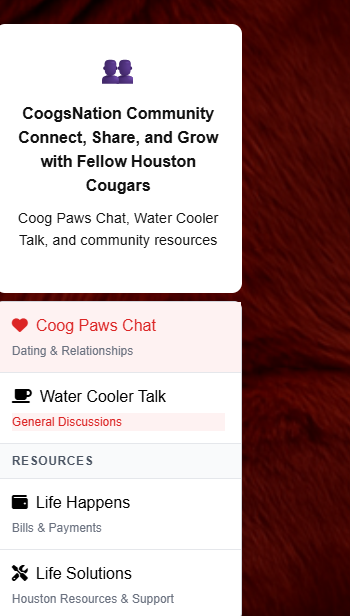 CoogsNation Community
Connect, Share, and Grow
with Fellow Houston
Cougars
Coog Paws Chat, Water Cooler
Talk, and community resources
Coog Paws Chat
Dating & Relationships
Water Cooler Talk
General Discussions
RESOURCES
Life Happens
Bills & Payments
Life Solutions
Houston Resources & Support